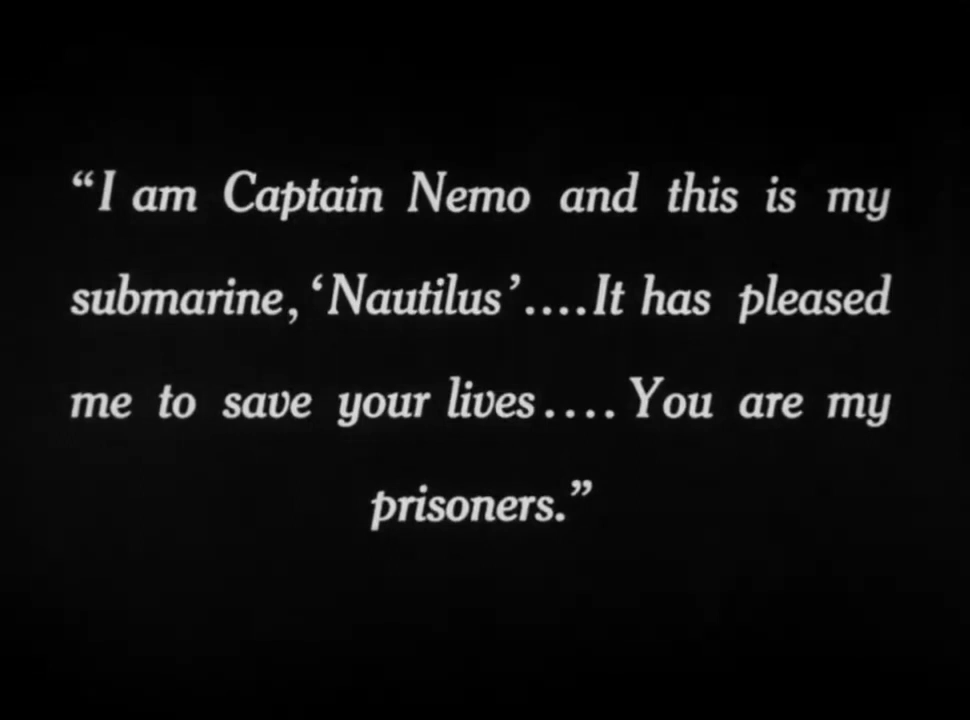 “I am Captain Nemo and this is my
submarine, ‘Nautilus’....It has pleased
me to save your lives.... You are my
prisoners.”